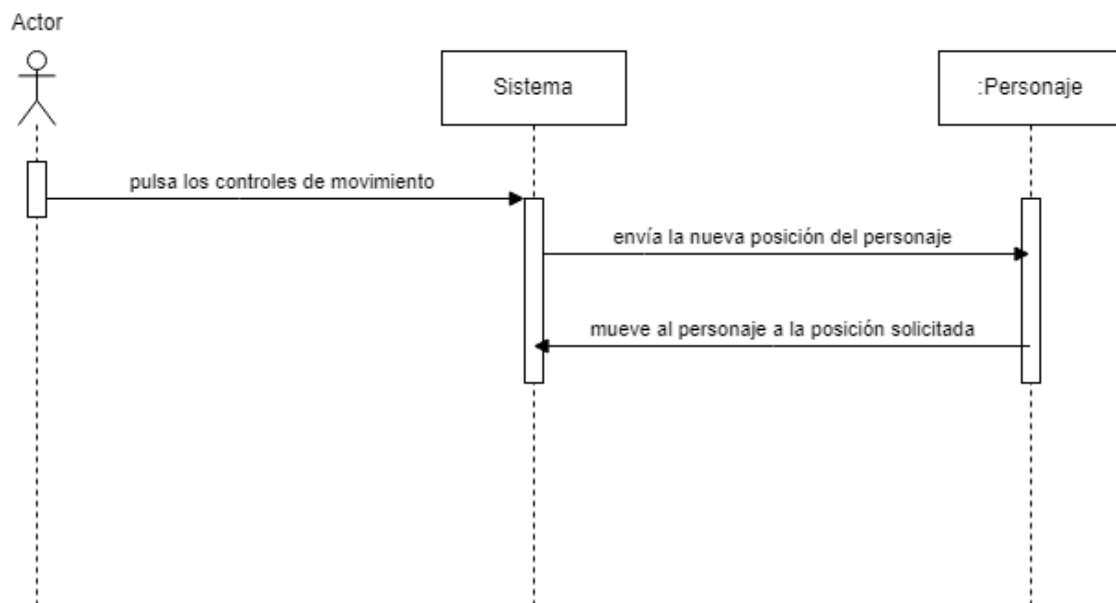 Actor
Sistema
:Personaje
pulsa los controles de movimiento
envía la nueva posición del personaje
mueve al personaje a la posición solicitada